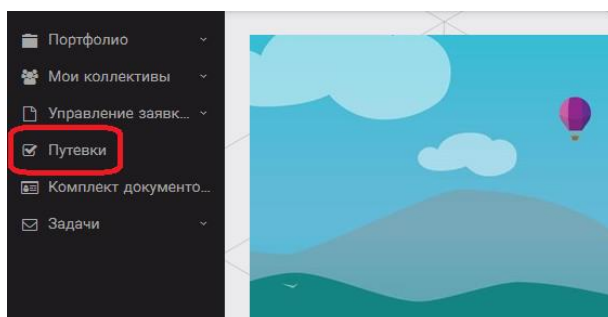 Портфолио
Мои коллективы
Управление заявк...
Путевки
Комплект документо...
Задачи